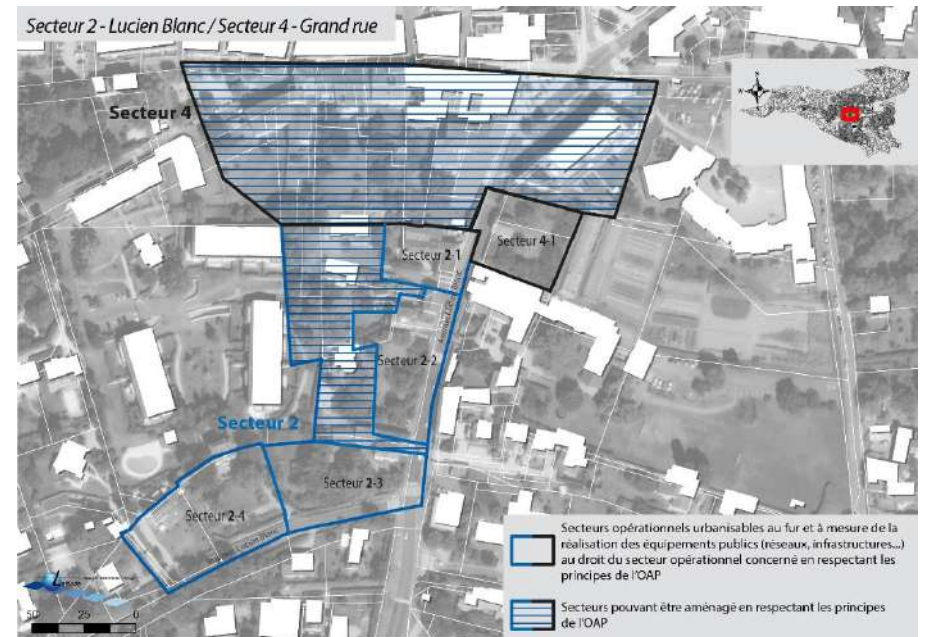 Secteur 2 - Lucien Blanc / Secteur 4 - Grand rue
Secteur 4
Secteur 4-1
Secteur 2-1
Secteur 2-2
Secteur 2
Secteur 2-3
Secteur 2-4
Lucien Blanc
50 25 0
Secteurs opérationnels urbanisables au fur et à mesure de la
réalisation des équipements publics (réseaux, infrastructures...)
au droit du secteur opérationnel concerné en respectant les
principes de l'OAP
Secteurs pouvant être aménagé en respectant les principes
de l'OAP